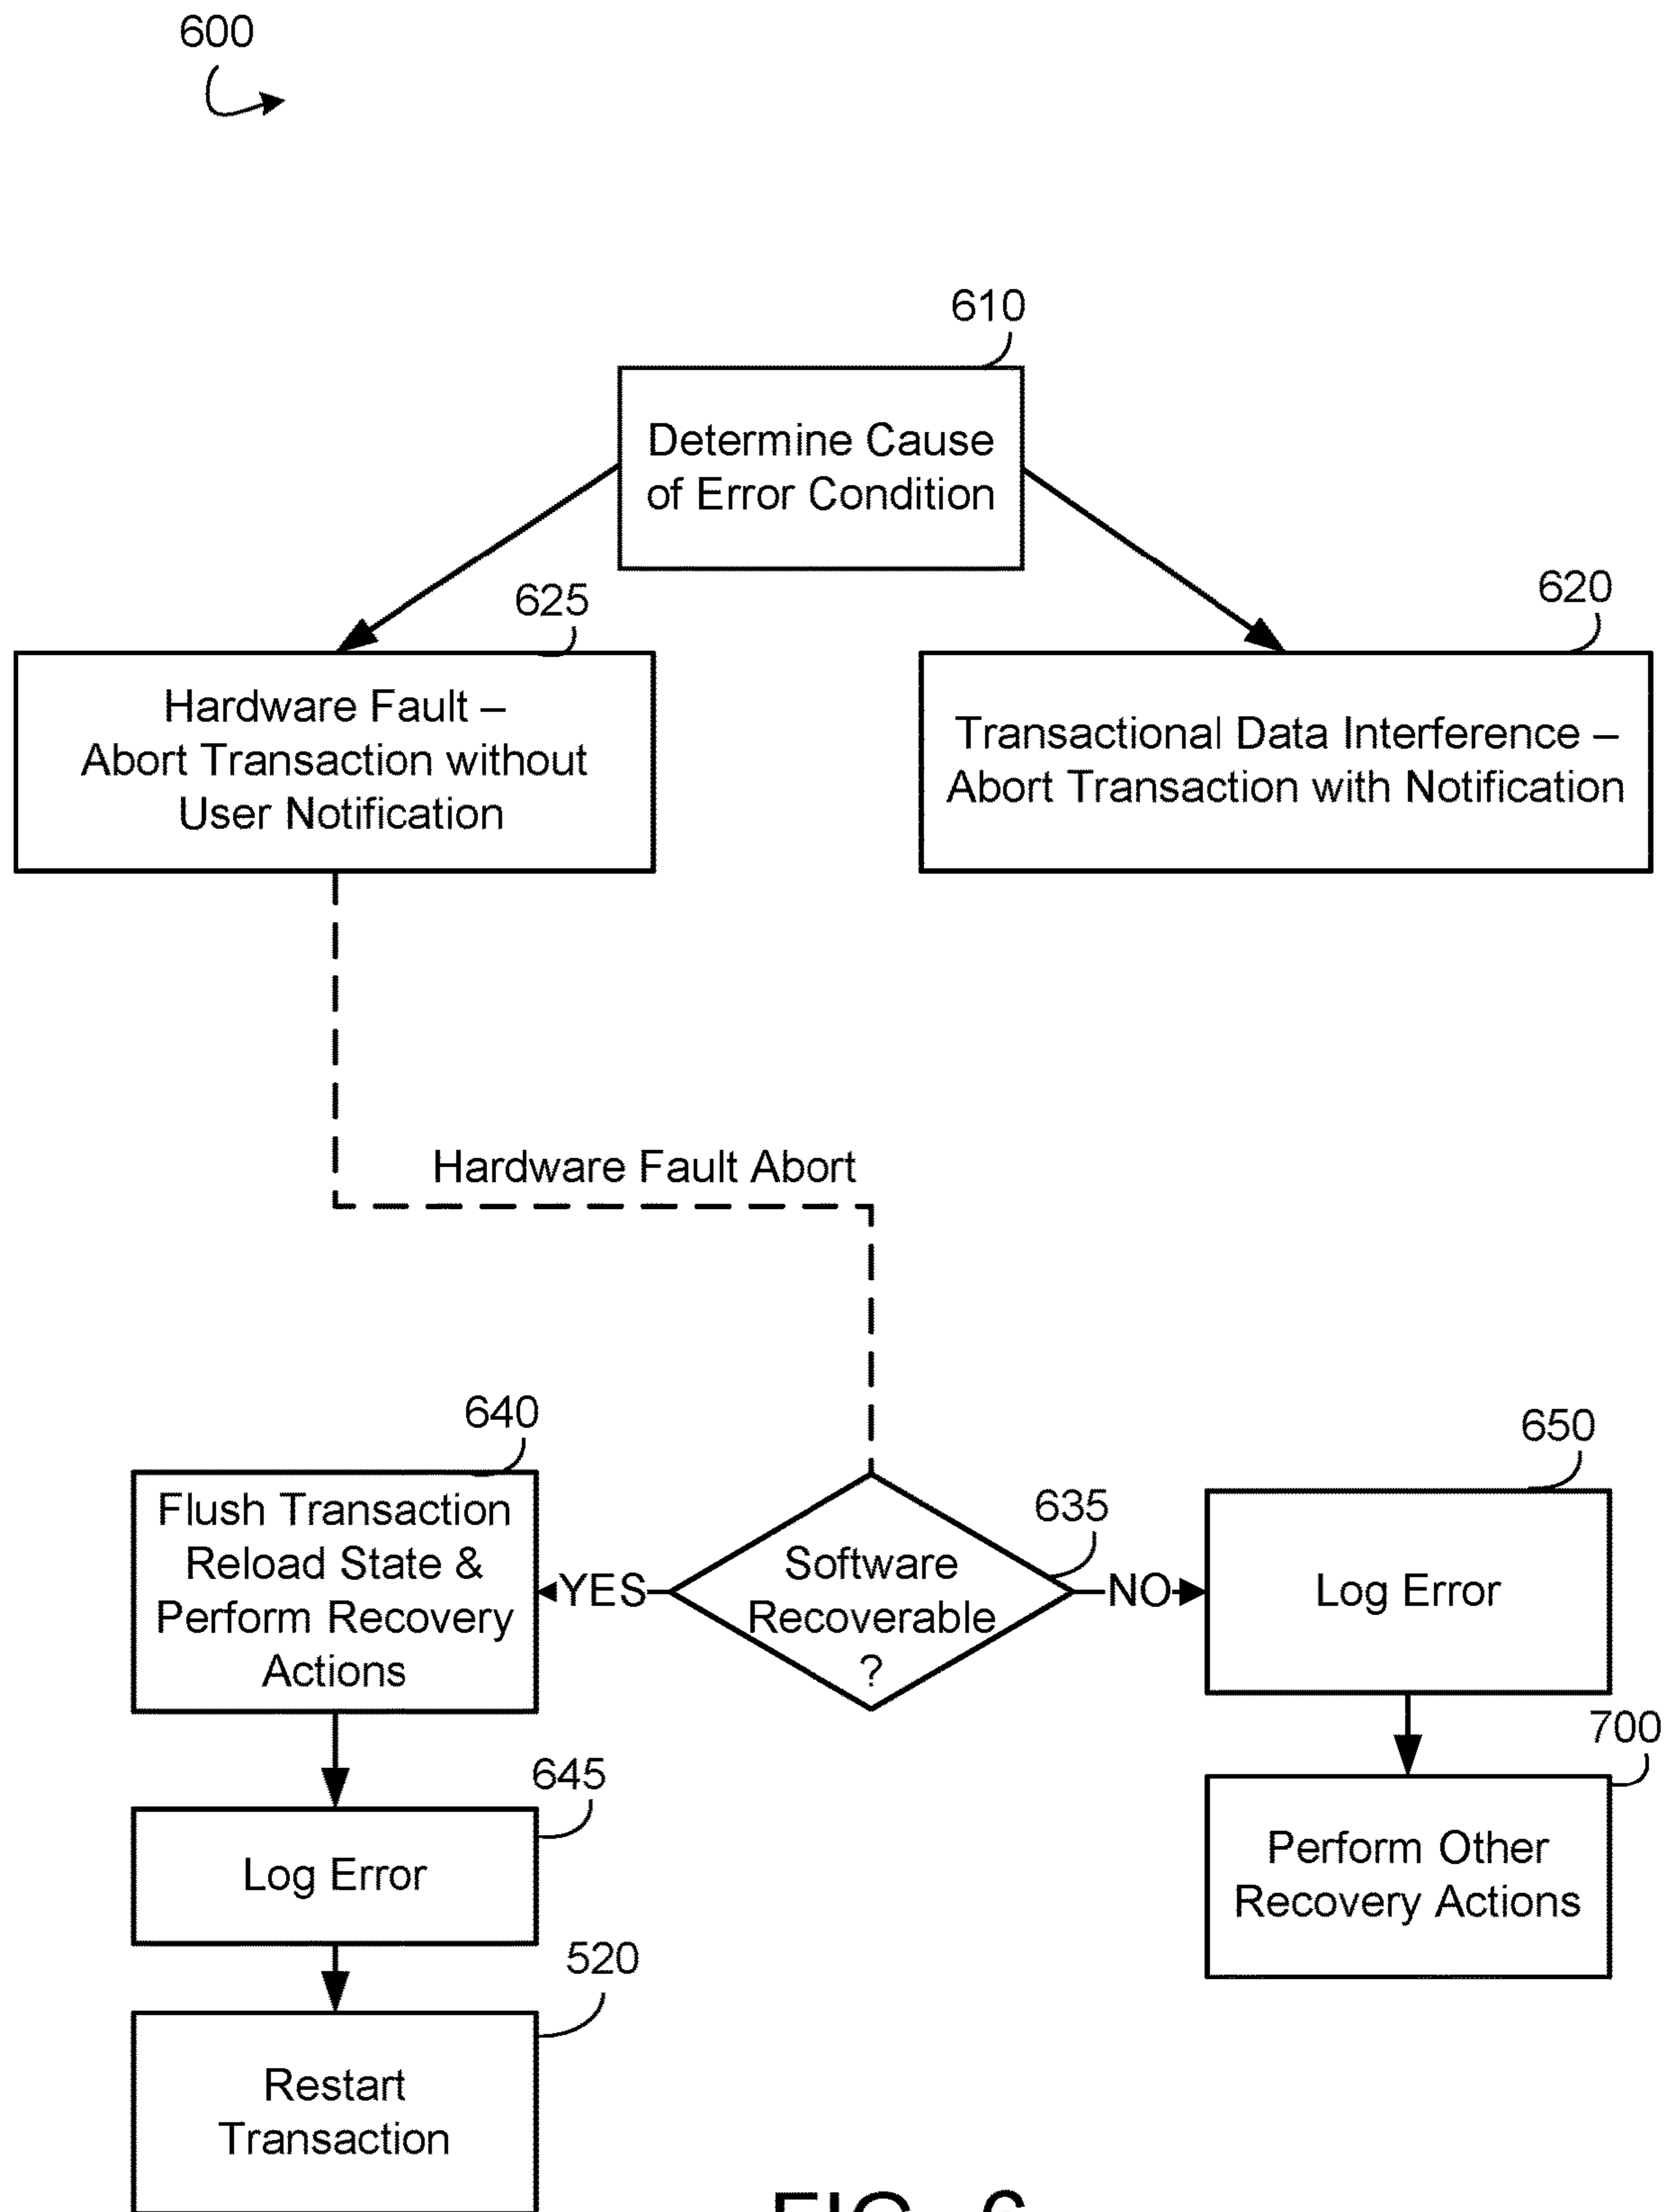 600
610
Determine Cause
of Error Condition
625
620
Hardware Fault –
Abort Transaction without
User Notification
Transactional Data Interference –
Abort Transaction with Notification
Hardware Fault Abort
640
650
635
Flush Transaction
Reload State &
Perform Recovery
Actions
YES
Software
Recoverable
?
NO
Log Error
700
645
Log Error
Perform Other
Recovery Actions
520
Restart
Transaction
FIG. 6